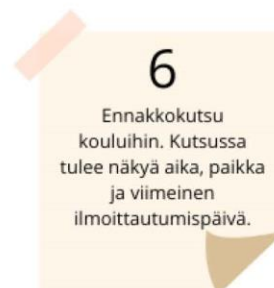 6
Ennakkokutsu
kouluihin. Kutsussa
tulee näkyä aika, paikka
ja viimeinen
ilmoittautumispäivä.